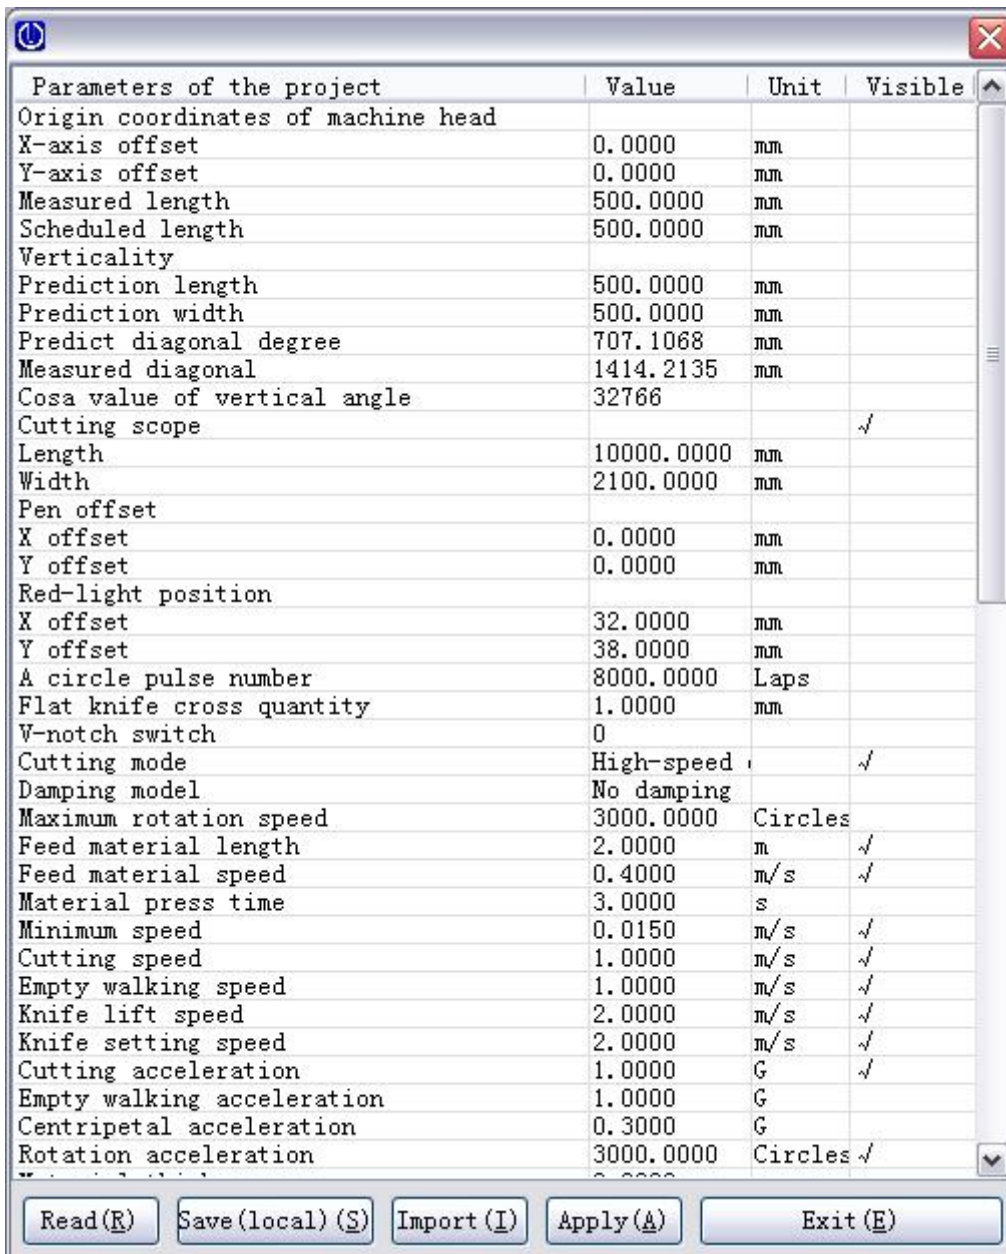 Parameters of the project Value Unit Visible
Origin coordinates of machine head
X-axis offset 0.0000 mm
Y-axis offset 0.0000 mm
Measured length 500.0000 mm
Scheduled length 500.0000 mm
Verticality
Prediction length 500.0000 mm
Prediction width 500.0000 mm
Predict diagonal degree 707.1068 mm
Measured diagonal 1414.2135 mm
Cosa value of vertical angle 32766
Cutting scope √
Length 10000.0000 mm
Width 2100.0000 mm
Pen offset
X offset 0.0000 mm
Y offset 0.0000 mm
Red-light position
X offset 32.0000 mm
Y offset 38.0000 mm
A circle pulse number 8000.0000 Laps
Flat knife cross quantity 1.0000 mm
V-notch switch 0
Cutting mode High-speed √
Damping model No damping
Maximum rotation speed 3000.0000 Circles
Feed material length 2.0000 m √
Feed material speed 0.4000 m/s √
Material press time 3.0000 s
Minimum speed 0.0150 m/s √
Cutting speed 1.0000 m/s √
Empty walking speed 1.0000 m/s √
Knife lift speed 2.0000 m/s √
Knife setting speed 2.0000 m/s √
Cutting acceleration 1.0000 G √
Empty walking acceleration 1.0000 G
Centripetal acceleration 0.3000 G
Rotation acceleration 3000.0000 Circles √
Read(R) Save(local)(S) Import(I) Apply(A) Exit(E)